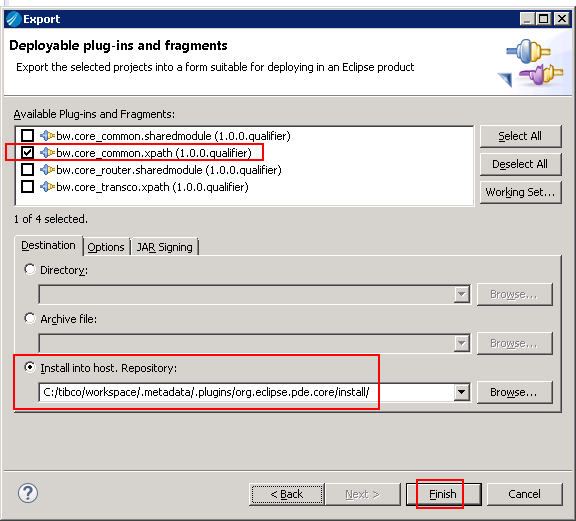 Export
Deployable plug-ins and fragments
Export the selected projects into a form suitable for deploying in an Eclipse product
Available Plug-ins and Fragments:
bw.core_common.sharedmodule (1.0.0.qualifier)
bw.core_common.xpath (1.0.0.qualifier)
bw.core_router.sharedmodule (1.0.0.qualifier)
bw.core_transco.xpath (1.0.0.qualifier)
Select All
Deselect All
Working Set...
1 of 4 selected.
Destination Options JAR Signing
Directory:
Browse...
Archive file:
Browse...
Install into host. Repository:
C:/tibco/workspace/.metadata/.plugins/org.eclipse.pde.core/install/
Browse...
? < Back Next > Finish Cancel